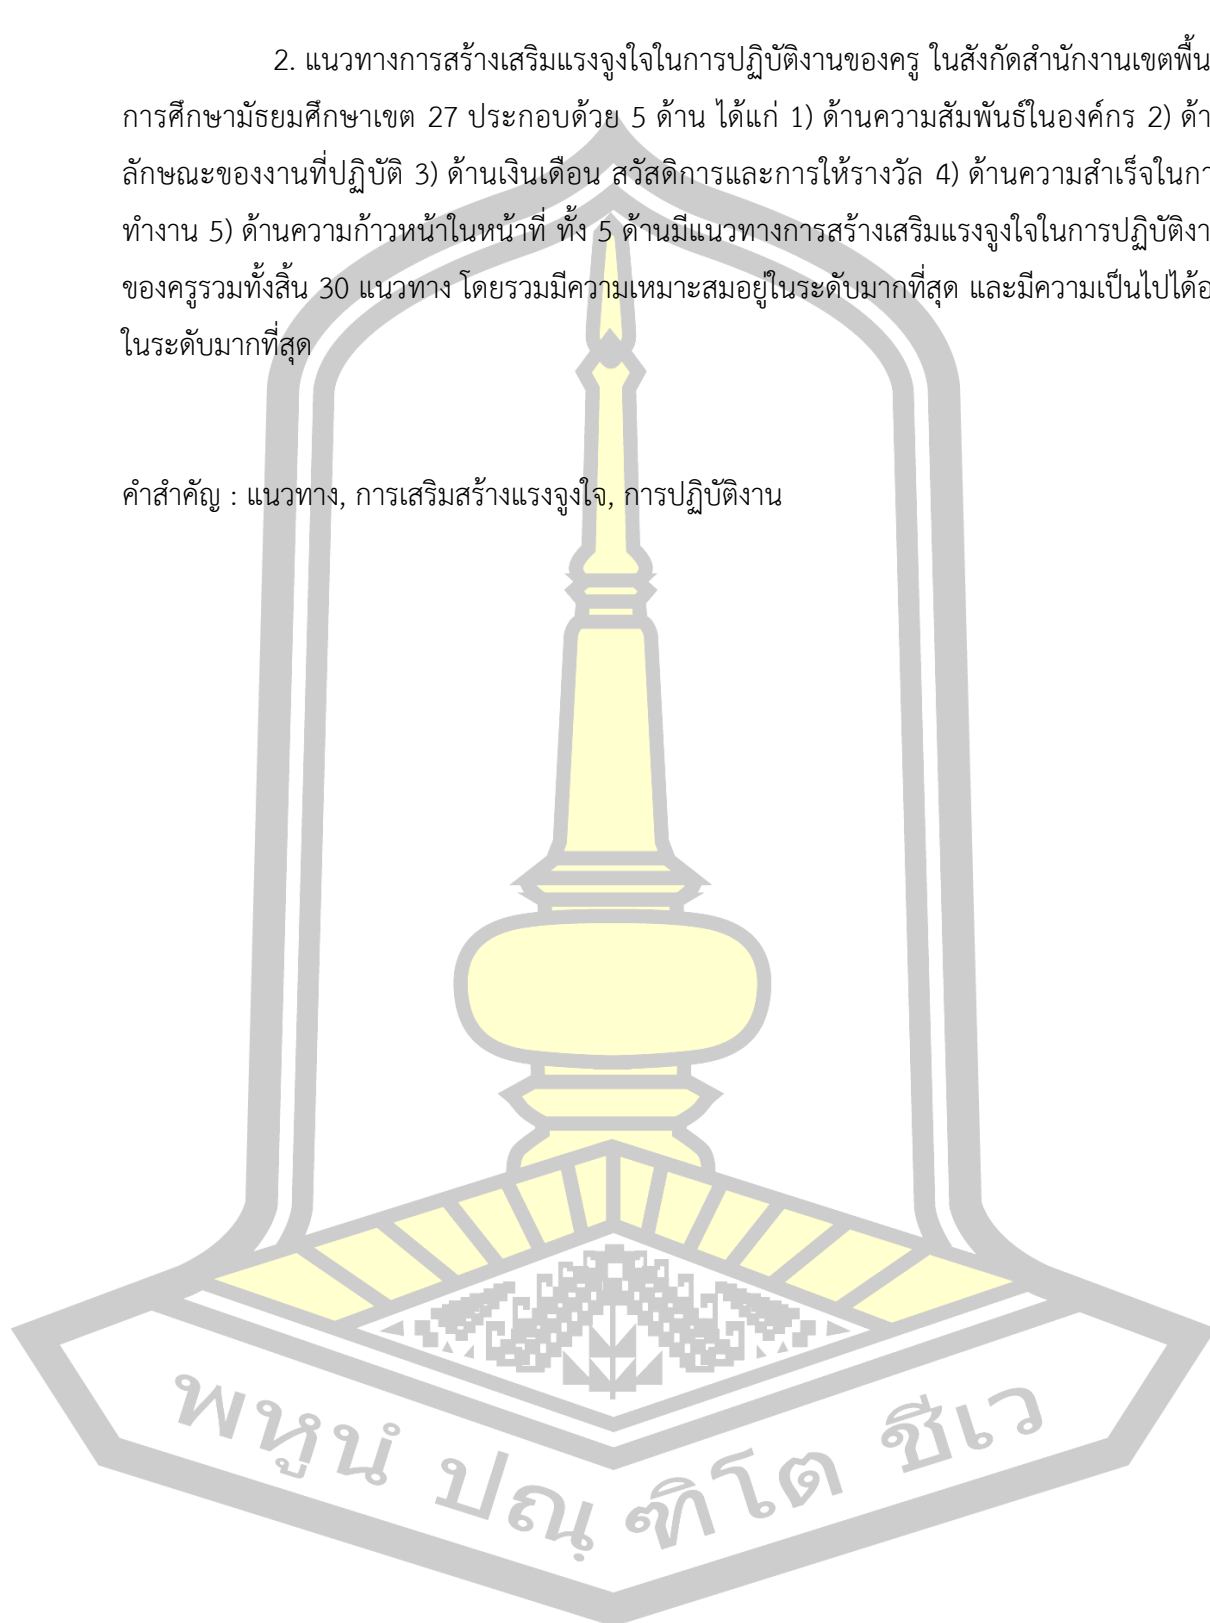 2. แนวทางการสร้างเสริมแรงจูงใจในการปฏิบัติงานของครู ในสังกัดสำนักงานเขตพื้น
การศึกษามัธยมศึกษาเขต 27 ประกอบด้วย 5 ด้าน ได้แก่ 1) ด้านความสัมพันธ์ในองค์กร 2) ด้า
ลักษณะของงานที่ปฏิบัติ 3) ด้านเงินเดือน สวัสดิการและการให้รางวัล 4) ด้านความสำเร็จในกา
ทำงาน 5) ด้านความก้าวหน้าในหน้าที่ ทั้ง 5 ด้านมีแนวทางการสร้างเสริมแรงจูงใจในการปฏิบัติงา
ของครูรวมทั้งสิ้น 30 แนวทาง โดยรวมมีความเหมาะสมอยู่ในระดับมากที่สุด และมีความเป็นไปได้อ
ในระดับมากที่สุด
คำสำคัญ : แนวทาง, การเสริมสร้างแรงจูงใจ, การปฏิบัติงาน
พหูนํ ปณฺ ฑิโต ชีเว